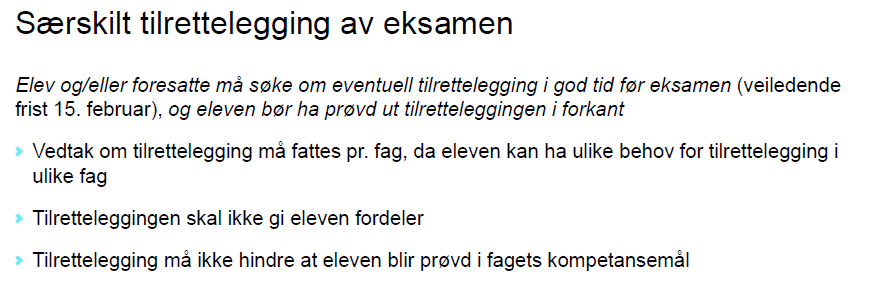 Særskilt tilrettelegging av eksamen
Elev og/eller foresatte må søke om eventuell tilrettelegging i god tid før eksamen (veiledende
frist 15. februar), og eleven bør ha prøvd ut tilretteleggingen i forkant
Vedtak om tilrettelegging må fattes pr. fag, da eleven kan ha ulike behov for tilrettelegging i
ulike fag
Tilretteleggingen skal ikke gi eleven fordeler
Tilrettelegging må ikke hindre at eleven blir prøvd i fagets kompetansemål